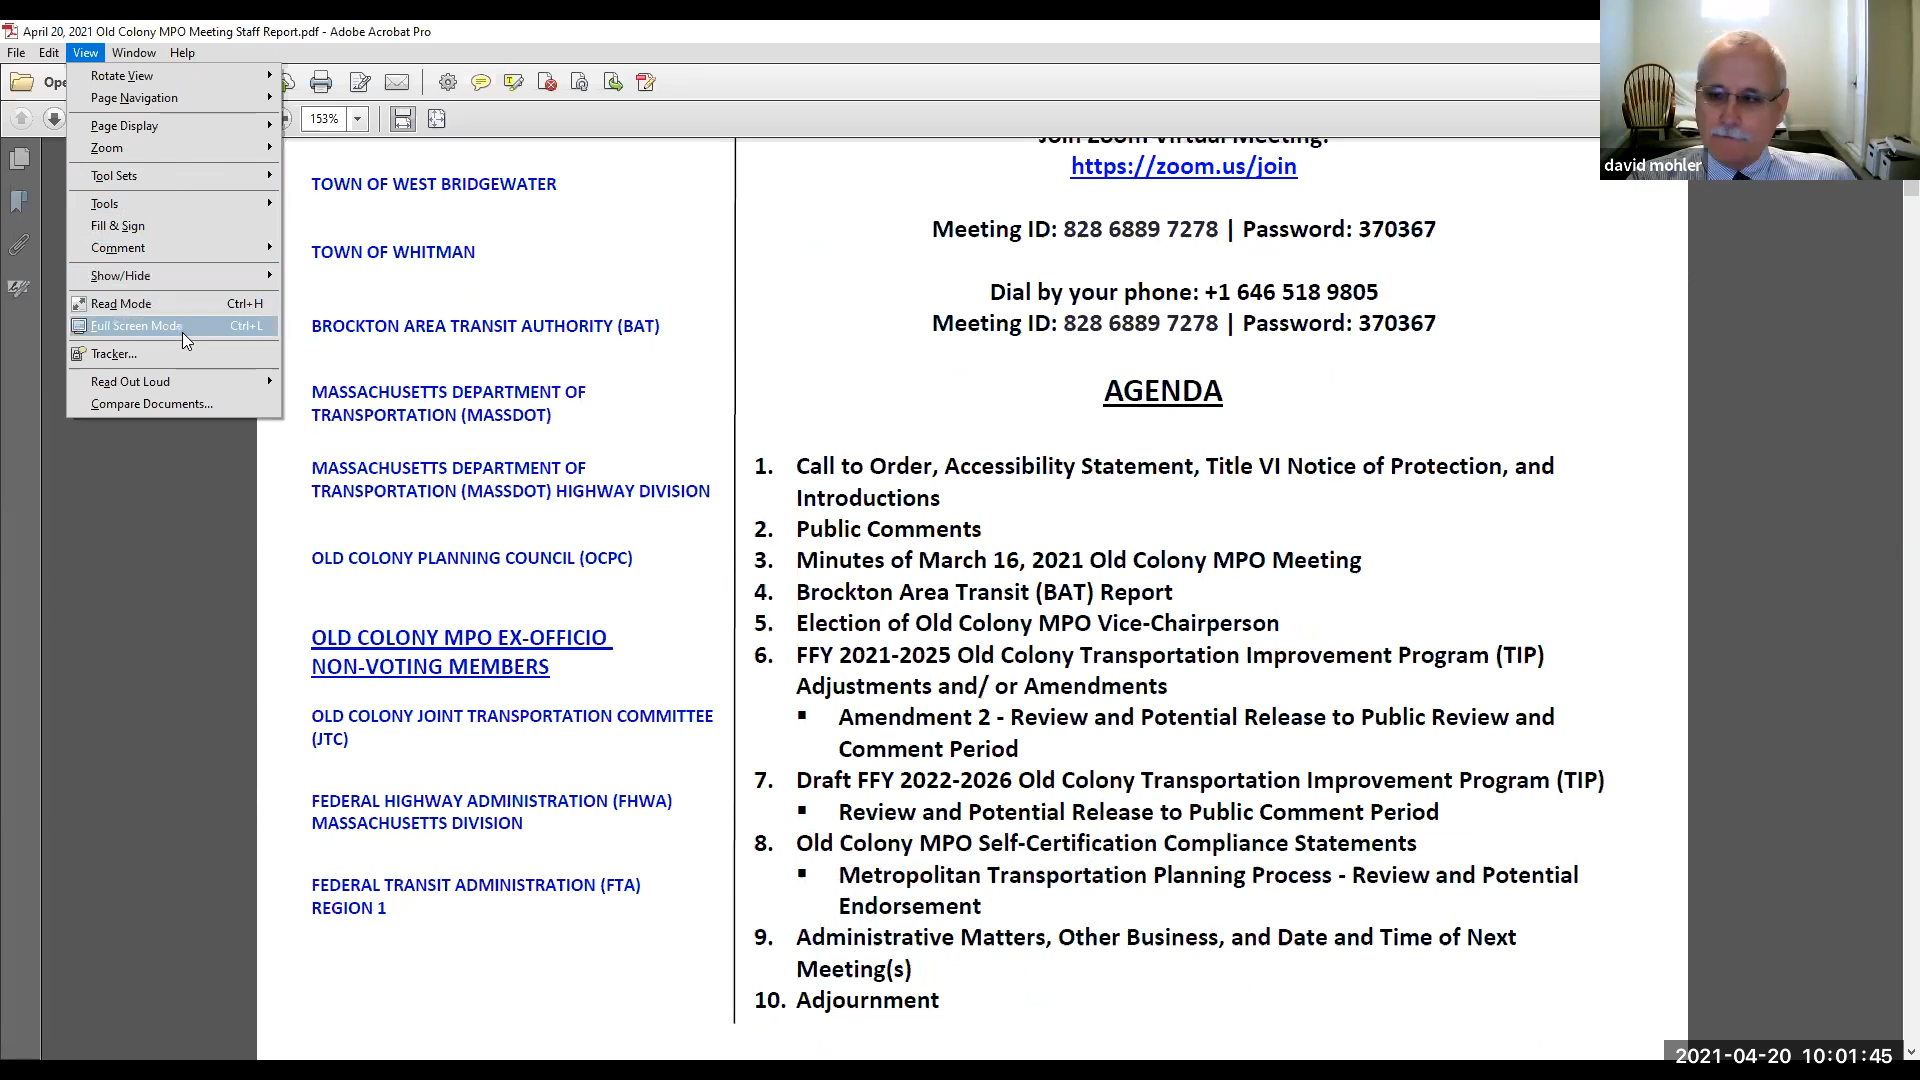 April 20, 2021 Old Colony MPO Meeting Staff Report.pdf - Adobe Acrobat Pro
File Edit View Window Help
Ope
153%
Rotate View
Page Navigation
Page Display
Zoom
Tool Sets
Tools
Fill & Sign
Comment
Show/Hide
Read Mode Ctrl+H
Full Screen Mode Ctrl+L
Tracker...
Read Out Loud
Compare Documents...
TOWN OF WEST BRIDGEWATER
TOWN OF WHITMAN
BROCKTON AREA TRANSIT AUTHORITY (BAT)
MASSACHUSETTS DEPARTMENT OF
TRANSPORTATION (MASSDOT)
MASSACHUSETTS DEPARTMENT OF
TRANSPORTATION (MASSDOT) HIGHWAY DIVISION
OLD COLONY PLANNING COUNCIL (OCPC)
OLD COLONY MPO EX-OFFICIO
NON-VOTING MEMBERS
OLD COLONY JOINT TRANSPORTATION COMMITTEE
(JTC)
FEDERAL HIGHWAY ADMINISTRATION (FHWA)
MASSACHUSETTS DIVISION
FEDERAL TRANSIT ADMINISTRATION (FTA)
REGION 1
Join Zoom Virtual Meeting:
https://zoom.us/join
Meeting ID: 828 6889 7278 | Password: 370367
Dial by your phone: +1 646 518 9805
Meeting ID: 828 6889 7278 | Password: 370367
AGENDA
1. Call to Order, Accessibility Statement, Title VI Notice of Protection, and
Introductions
2. Public Comments
3. Minutes of March 16, 2021 Old Colony MPO Meeting
4. Brockton Area Transit (BAT) Report
5. Election of Old Colony MPO Vice-Chairperson
6. FFY 2021-2025 Old Colony Transportation Improvement Program (TIP)
Adjustments and/ or Amendments
▪ Amendment 2 - Review and Potential Release to Public Review and
Comment Period
7. Draft FFY 2022-2026 Old Colony Transportation Improvement Program (TIP)
▪ Review and Potential Release to Public Comment Period
8. Old Colony MPO Self-Certification Compliance Statements
▪ Metropolitan Transportation Planning Process - Review and Potential
Endorsement
9. Administrative Matters, Other Business, and Date and Time of Next
Meeting(s)
10. Adjournment
david mohler
2021-04-20 10:01:45